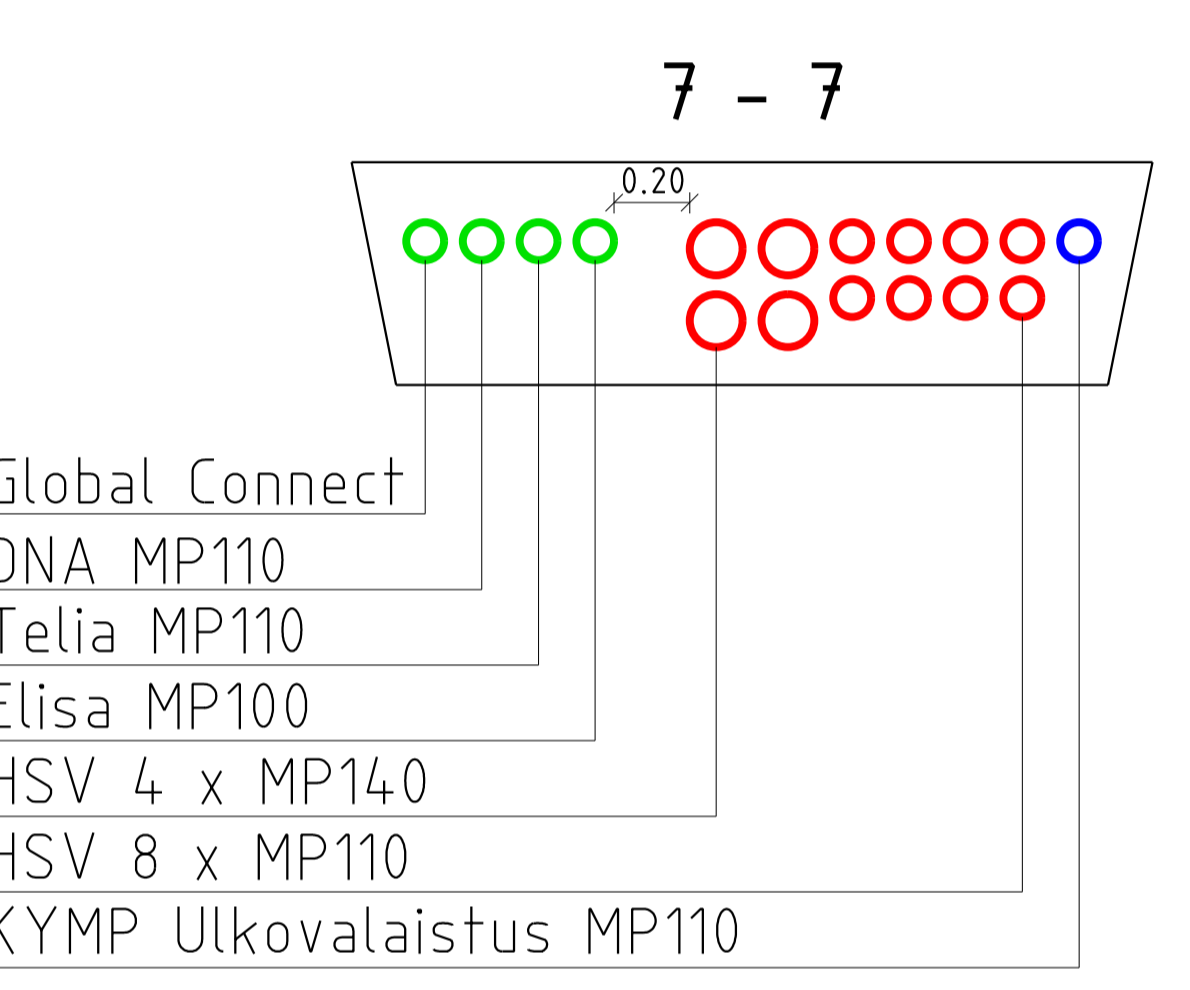 7 - 7
0.20
Global Connect
DNA MP110
Telia MP110
Elisa MP100
HSV 4 x MP140
HSV 8 x MP110
KYMP Ulkovalaistus MP110